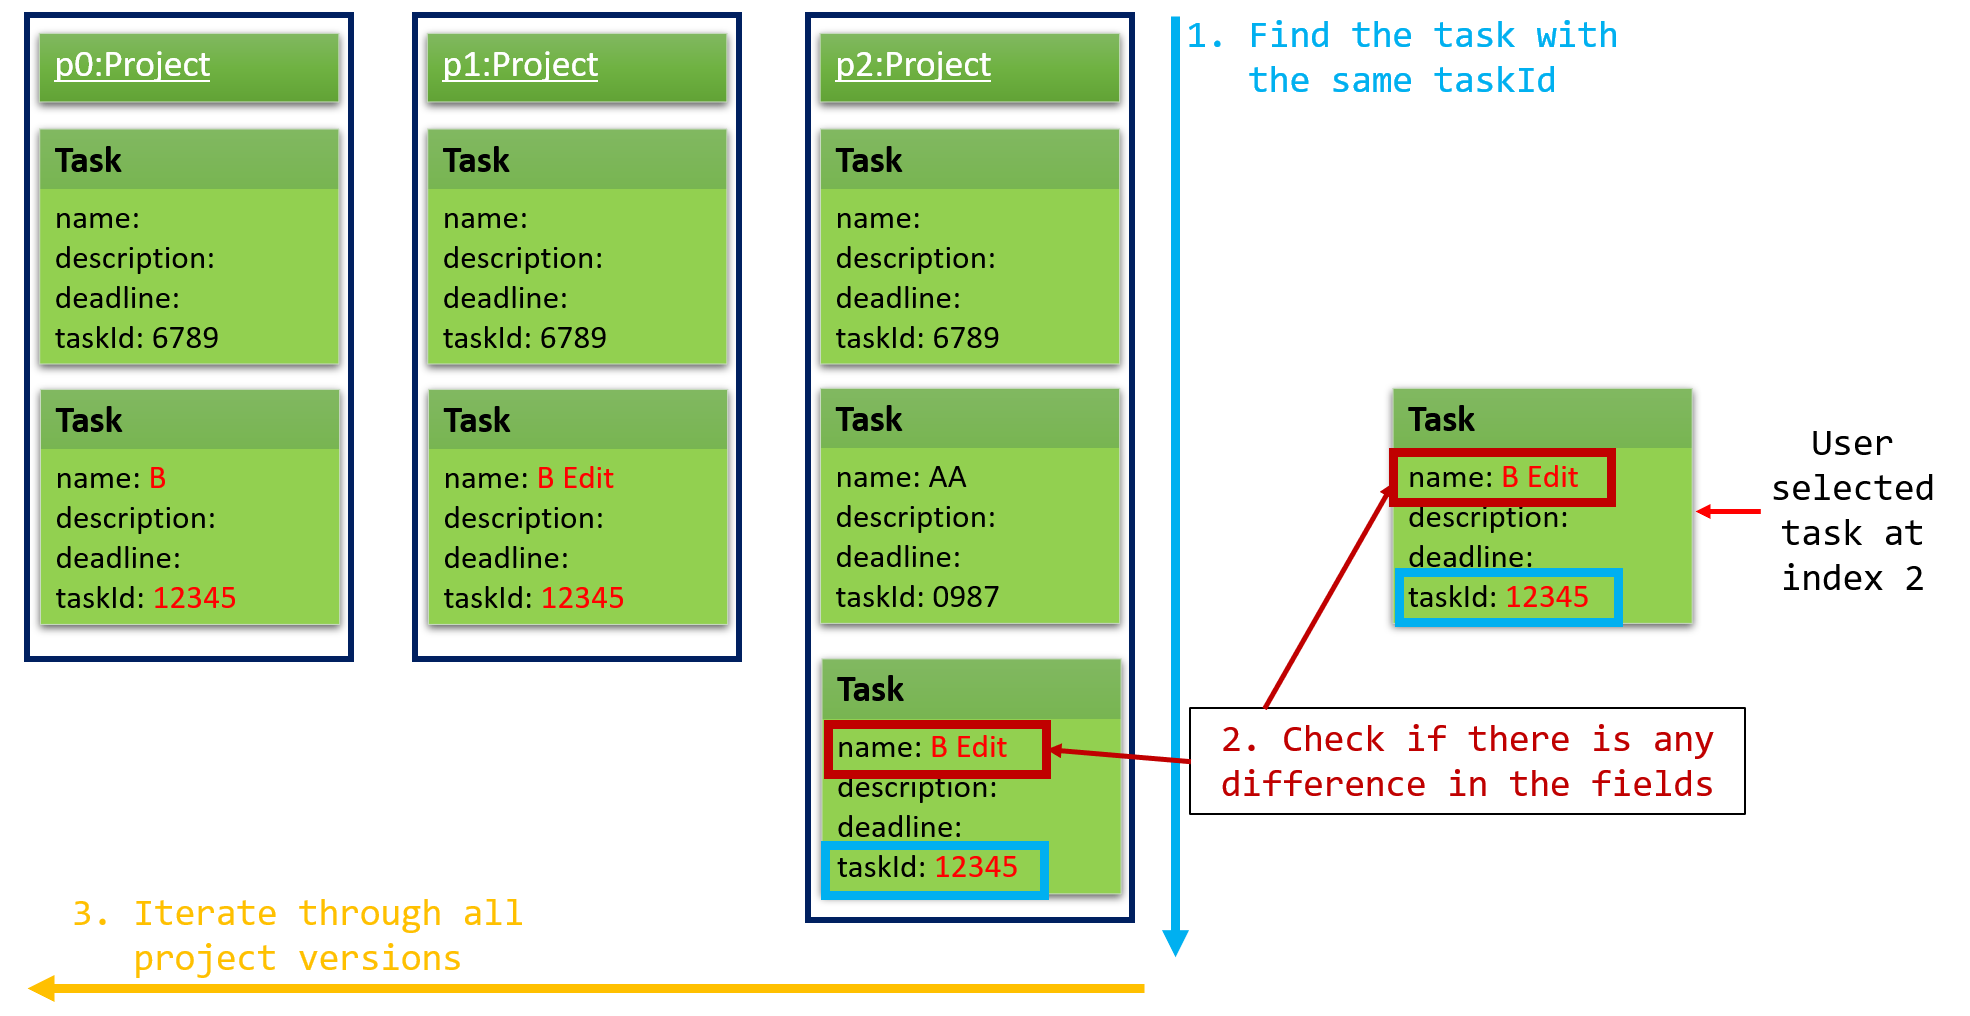 p0:Project
Task
name:
description:
deadline:
taskId: 6789
Task
name: B
description:
deadline:
taskId: 12345
p1:Project
Task
name:
description:
deadline:
taskId: 6789
Task
name: B Edit
description:
deadline:
taskId: 12345
p2:Project
Task
name:
description:
deadline:
taskId: 6789
Task
name: AA
description:
deadline:
taskId: 0987
Task
name: B Edit
description:
deadline:
taskId: 12345
1. Find the task with
the same taskId
Task
name: B Edit
description:
deadline:
taskId: 12345
User
selected
task at
index 2
2. Check if there is any
difference in the fields
3. Iterate through all
project versions